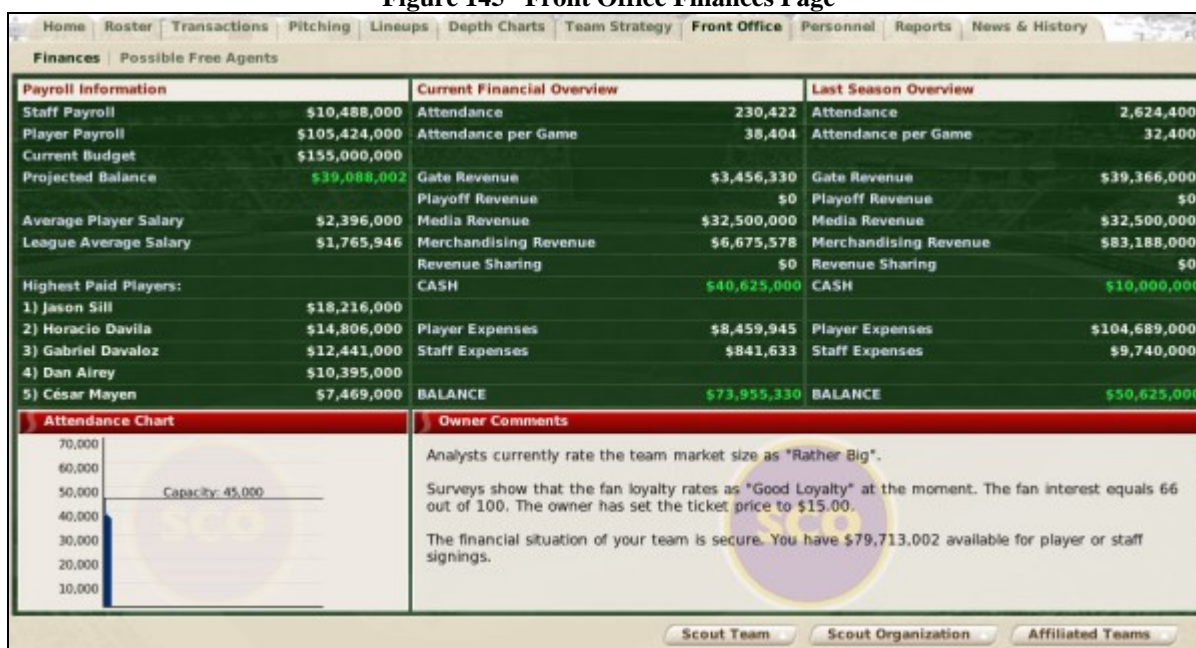 Figure 145 Front Office Finances Page
Home Roster Transactions Pitching Lineups Depth Charts Team Strategy Front Office Personnel Reports News & History
Finances Possible Free Agents
Payroll Information Current Financial Overview Last Season Overview
Staff Payroll $10,488,000 Attendance 230,422 Attendance 2,624,400
Player Payroll $105,424,000 Attendance per Game 38,404 Attendance per Game 32,400
Current Budget $155,000,000
Projected Balance $39,088,002 Gate Revenue $3,456,330 Gate Revenue $39,366,000
Playoff Revenue $0 Playoff Revenue $0
Average Player Salary $2,396,000 Media Revenue $32,500,000 Media Revenue $32,500,000
League Average Salary $1,765,946 Merchandising Revenue $6,675,578 Merchandising Revenue $83,188,000
Revenue Sharing $0 Revenue Sharing $0
Highest Paid Players: CASH $40,625,000 CASH $10,000,000
1) Jason Sill $18,216,000
2) Horacio Davila $14,806,000 Player Expenses $8,459,945 Player Expenses $104,689,000
3) Gabriel Davaloz $12,441,000 Staff Expenses $841,633 Staff Expenses $9,740,000
4) Dan Airey $10,395,000
5) César Mayen $7,469,000 BALANCE $73,955,330 BALANCE $50,625,000
Attendance Chart Owner Comments
70,000
60,000
50,000
40,000
30,000
20,000
10,000
Capacity: 45,000
SCO
Analysts currently rate the team market size as "Rather Big".
Surveys show that the fan loyalty rates as "Good Loyalty" at the moment. The fan interest equals 66
out of 100. The owner has set the ticket price to $15.00.
The financial situation of your team is secure. You have $79,713,002 available for player or staff
signings.
SCO
Scout Team Scout Organization Affiliated Teams